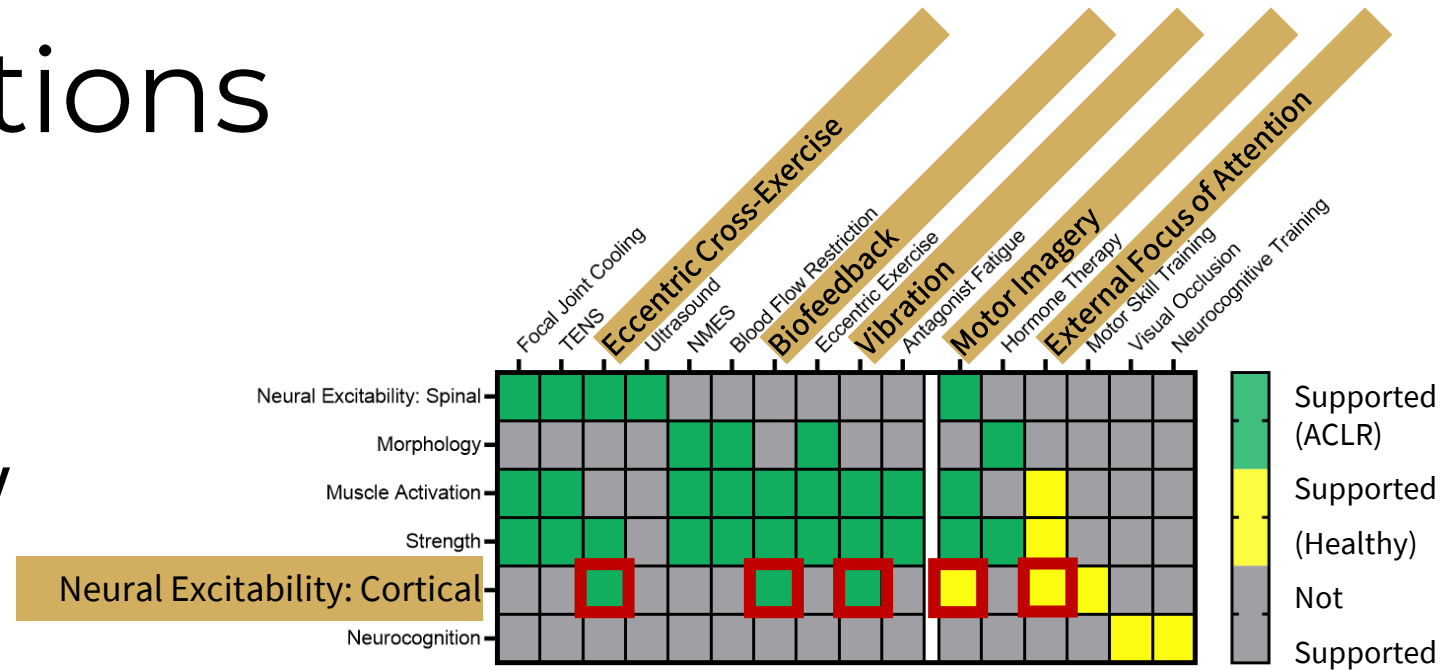 tions
y
Focal Joint Cooling
TENS
Eccentric Cross-Exercise
Ultrasound
NMES
Blood Flow Restriction
Biofeedback
Eccentric Exercise
Vibration
Antagonist Fatigue
Motor Imagery
Hormone Therapy
External Focus of Attention
Motor Skill Training
Visual Occlusion
Neurocognitive Training
Neural Excitability: Spinal
Morphology
Muscle Activation
Strength
Neural Excitability: Cortical
Neurocognition
Supported
(ACLR)
Supported
(Healthy)
Not
Supported